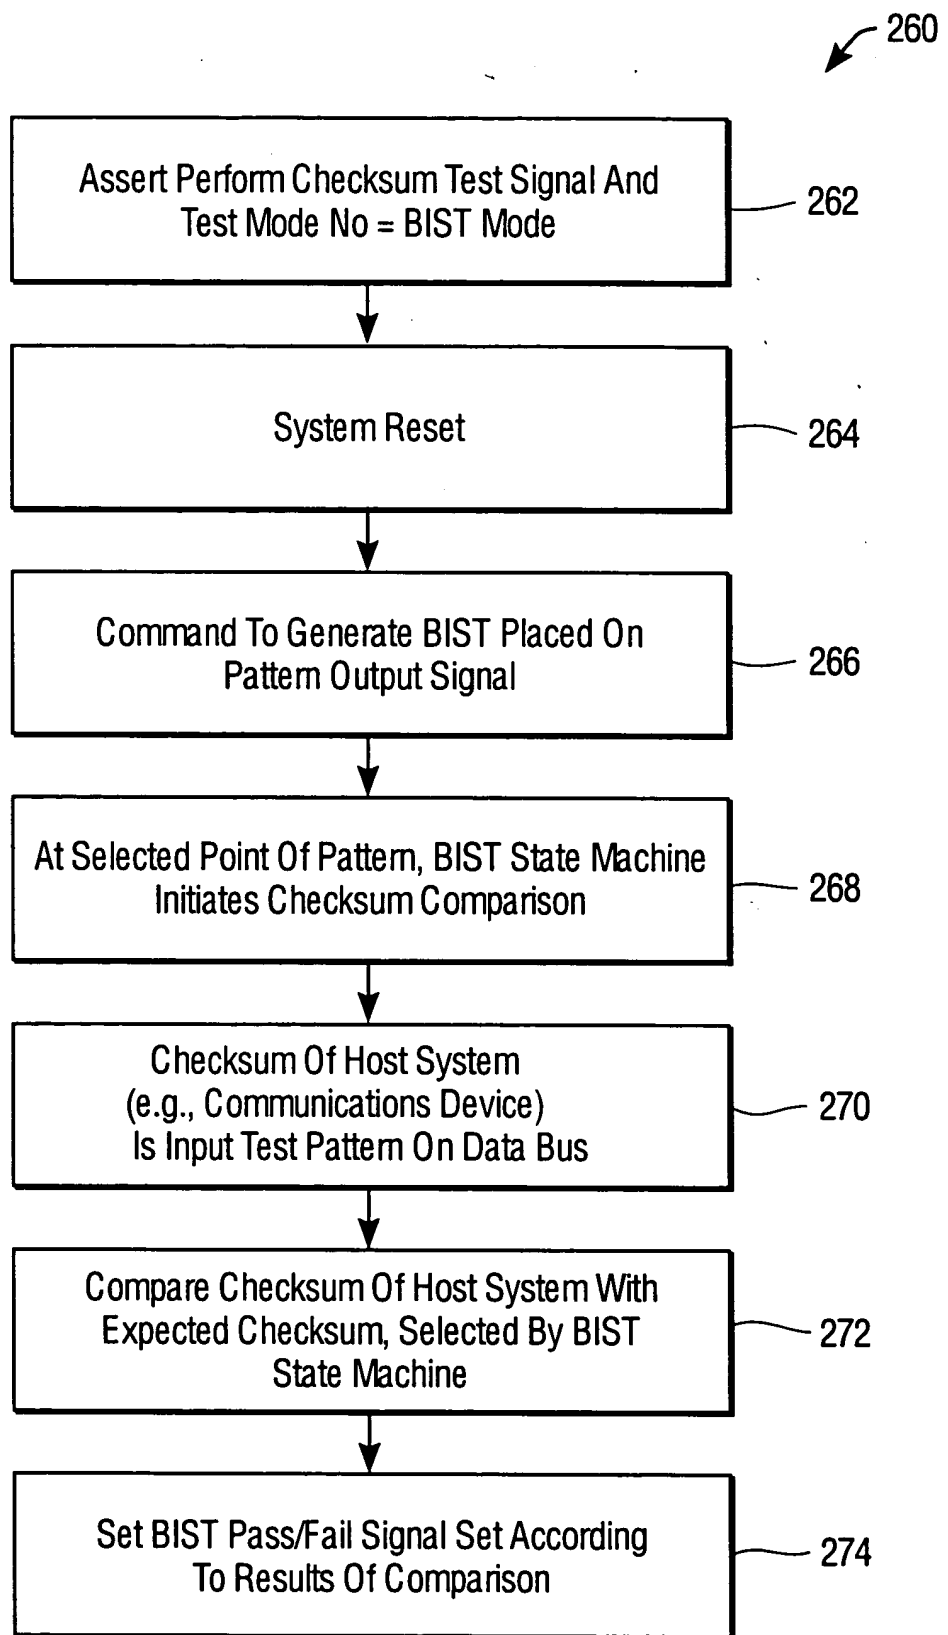 260
Assert Perform Checksum Test Signal And
Test Mode No = BIST Mode
262
System Reset
264
Command To Generate BIST Placed On
Pattern Output Signal
266
At Selected Point Of Pattern, BIST State Machine
Initiates Checksum Comparison
268
Checksum Of Host System
(e.g., Communications Device)
Is Input Test Pattern On Data Bus
270
Compare Checksum Of Host System With
Expected Checksum, Selected By BIST
State Machine
272
Set BIST Pass/Fail Signal Set According
To Results Of Comparison
274